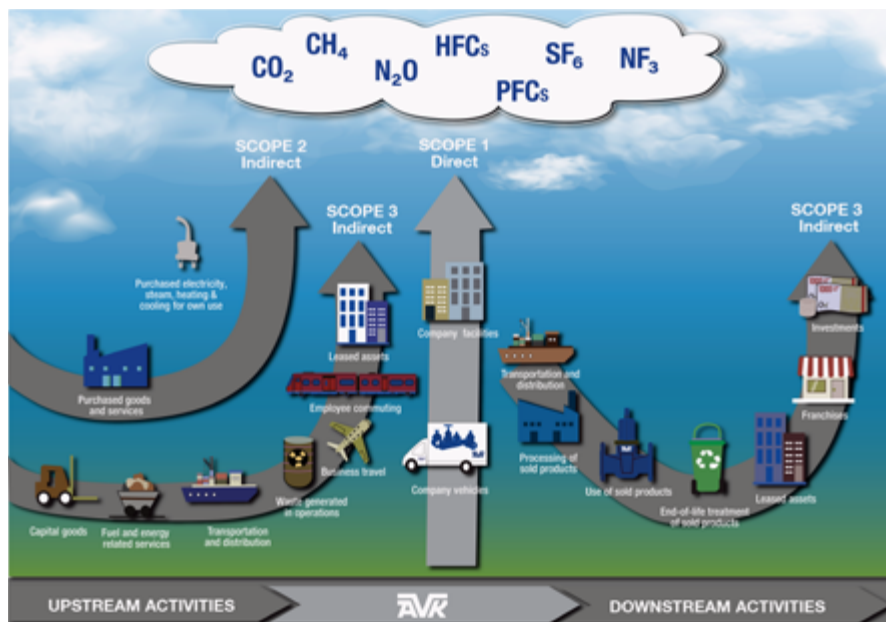 CO2
CH4
N2O
HFCs
PFCs
SF6
NF3
SCOPE 2
Indirect
SCOPE 1
Direct
SCOPE 3
Indirect
SCOPE 3
Indirect
Purchased electricity,
steam, heating &
cooling for own use
Purchased goods
and services
Capital goods
Fuel and energy
related services
Transportation
and distribution
Waste generated
in operations
Business travel
Employee commuting
Leased assets
Company facilities
Company vehicles
Transportation and
distribution
Processing of
sold products
Use of sold products
End-of-life treatment
of sold products
Leased assets
Franchises
Investments
UPSTREAM ACTIVITIES
AVK
DOWNSTREAM ACTIVITIES